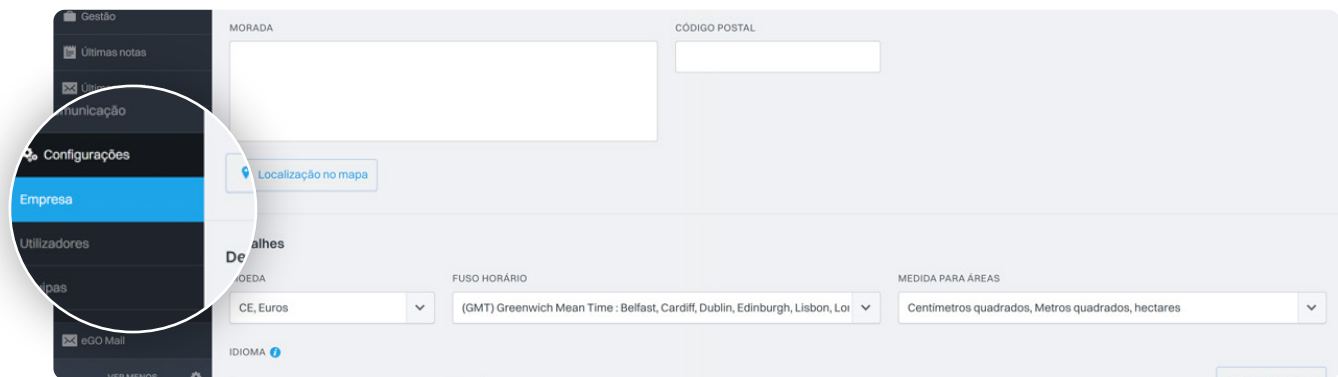 Gestão
Últimas notas
municação
Configurações
Empresa
Utilizadores
ipas
eGO Mail
VER MENOS
MORADA
CÓDIGO POSTAL
Localização no mapa
De alhes
OEDA
FUSO HORÁRIO
MEDIDA PARA ÁREAS
CE, Euros
(GMT) Greenwich Mean Time : Belfast, Cardiff, Dublin, Edinburgh, Lisbon, Lo
Centímetros quadrados, Metros quadrados, hectares
IDIOMA